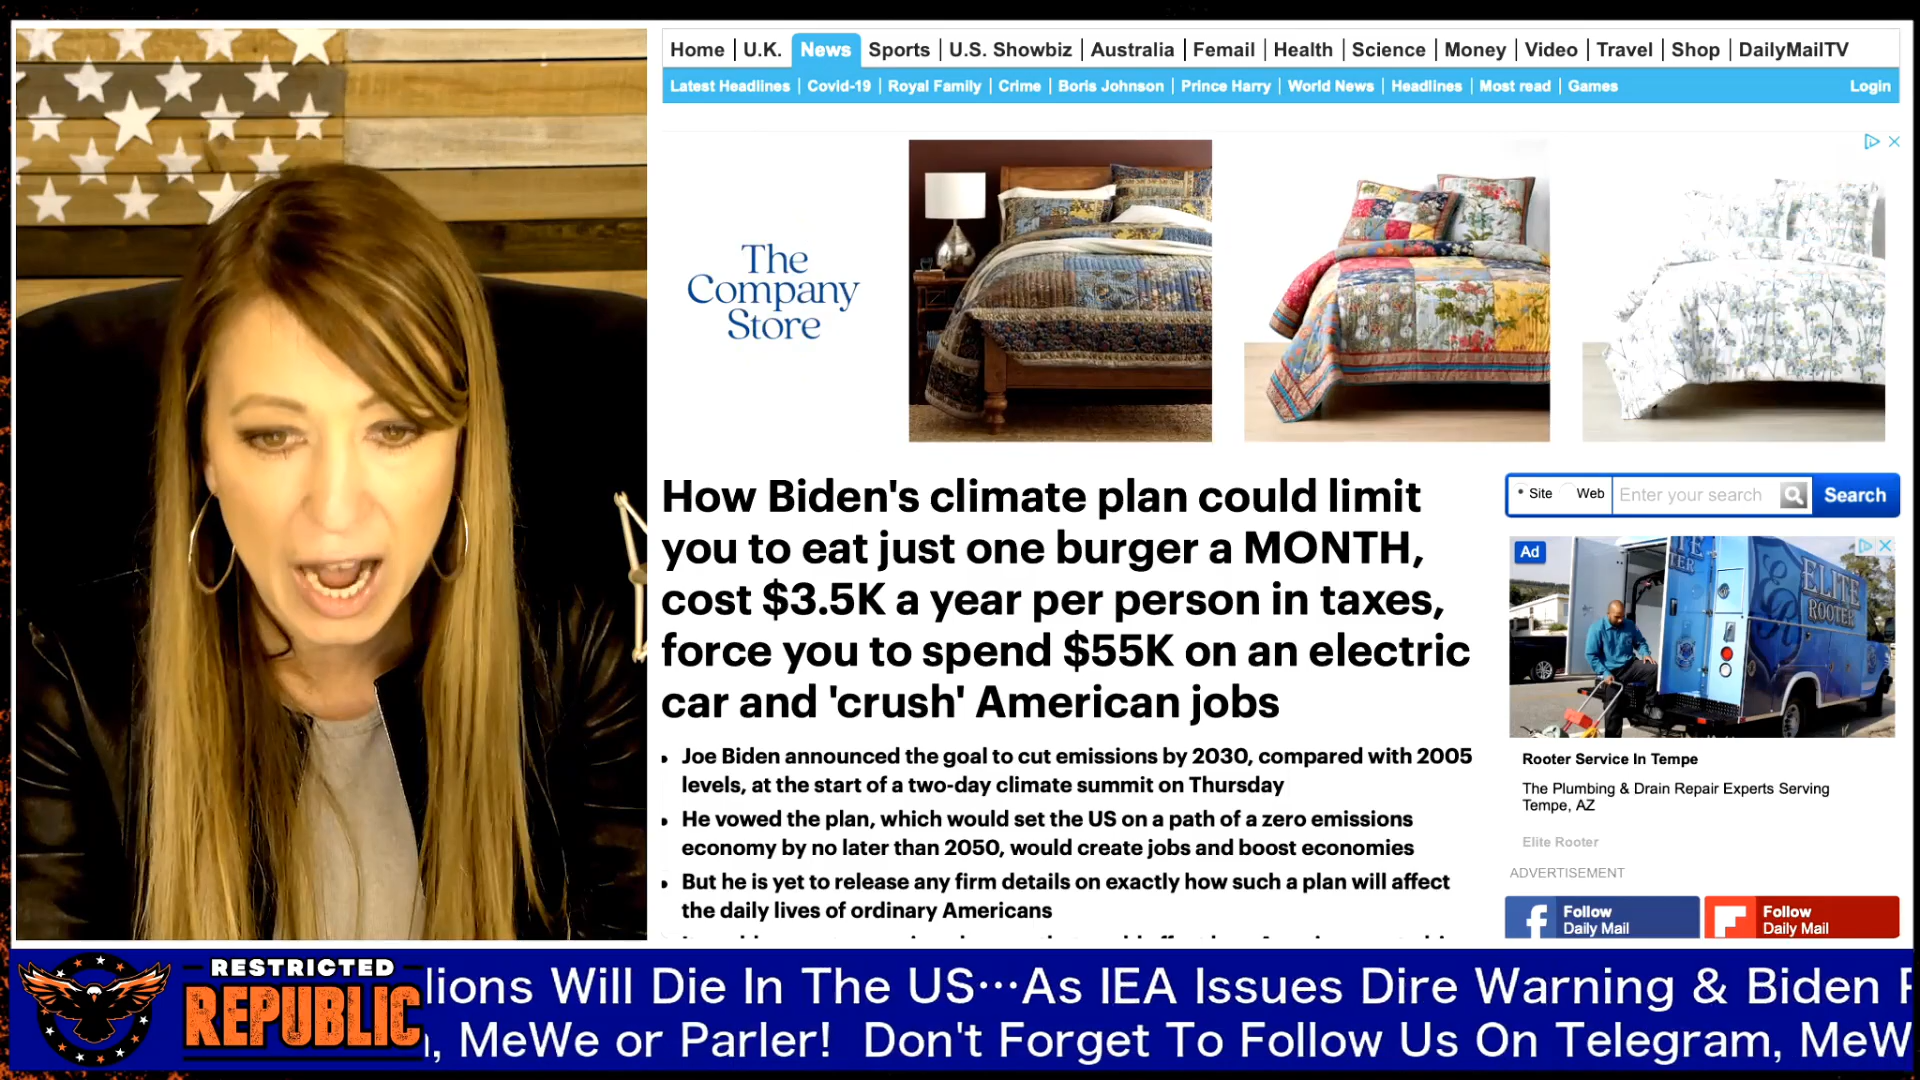 Home | U.K. News Sports | U.S. Showbiz | Australia | Femail | Health | Science | Money | Video | Travel | Shop | DailyMailTV
Latest Headlines | Covid-19 | Royal Family | Crime | Boris Johnson | Prince Harry | World News | Headlines | Most read | Games Login
The
Company
Store
How Biden's climate plan could limit
you to eat just one burger a MONTH,
cost $3.5K a year per person in taxes,
force you to spend $55K on an electric
car and 'crush' American jobs
Joe Biden announced the goal to cut emissions by 2030, compared with 2005
levels, at the start of a two-day climate summit on Thursday
He vowed the plan, which would set the US on a path of a zero emissions
economy by no later than 2050, would create jobs and boost economies
But he is yet to release any firm details on exactly how such a plan will affect
the daily lives of ordinary Americans
Site Web Enter your search Search
Ad
ELITE
ROOTER
Rooter Service In Tempe
The Plumbing & Drain Repair Experts Serving
Tempe, AZ
Elite Rooter
ADVERTISEMENT
Follow
Daily Mail
Follow
Daily Mail
RESTRICTED
REPUBLIC
lions Will Die In The US···As IEA Issues Dire Warning & Biden
, MeWe or Parler! Don't Forget To Follow Us On Telegram, MeW